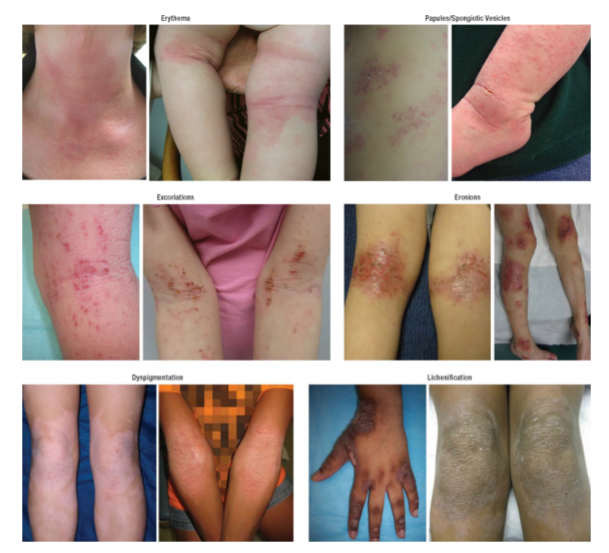 Erythema
Papules/Spongiotic Vesicles
Excoriations
Erosions
Dyspigmentation
Lichenification